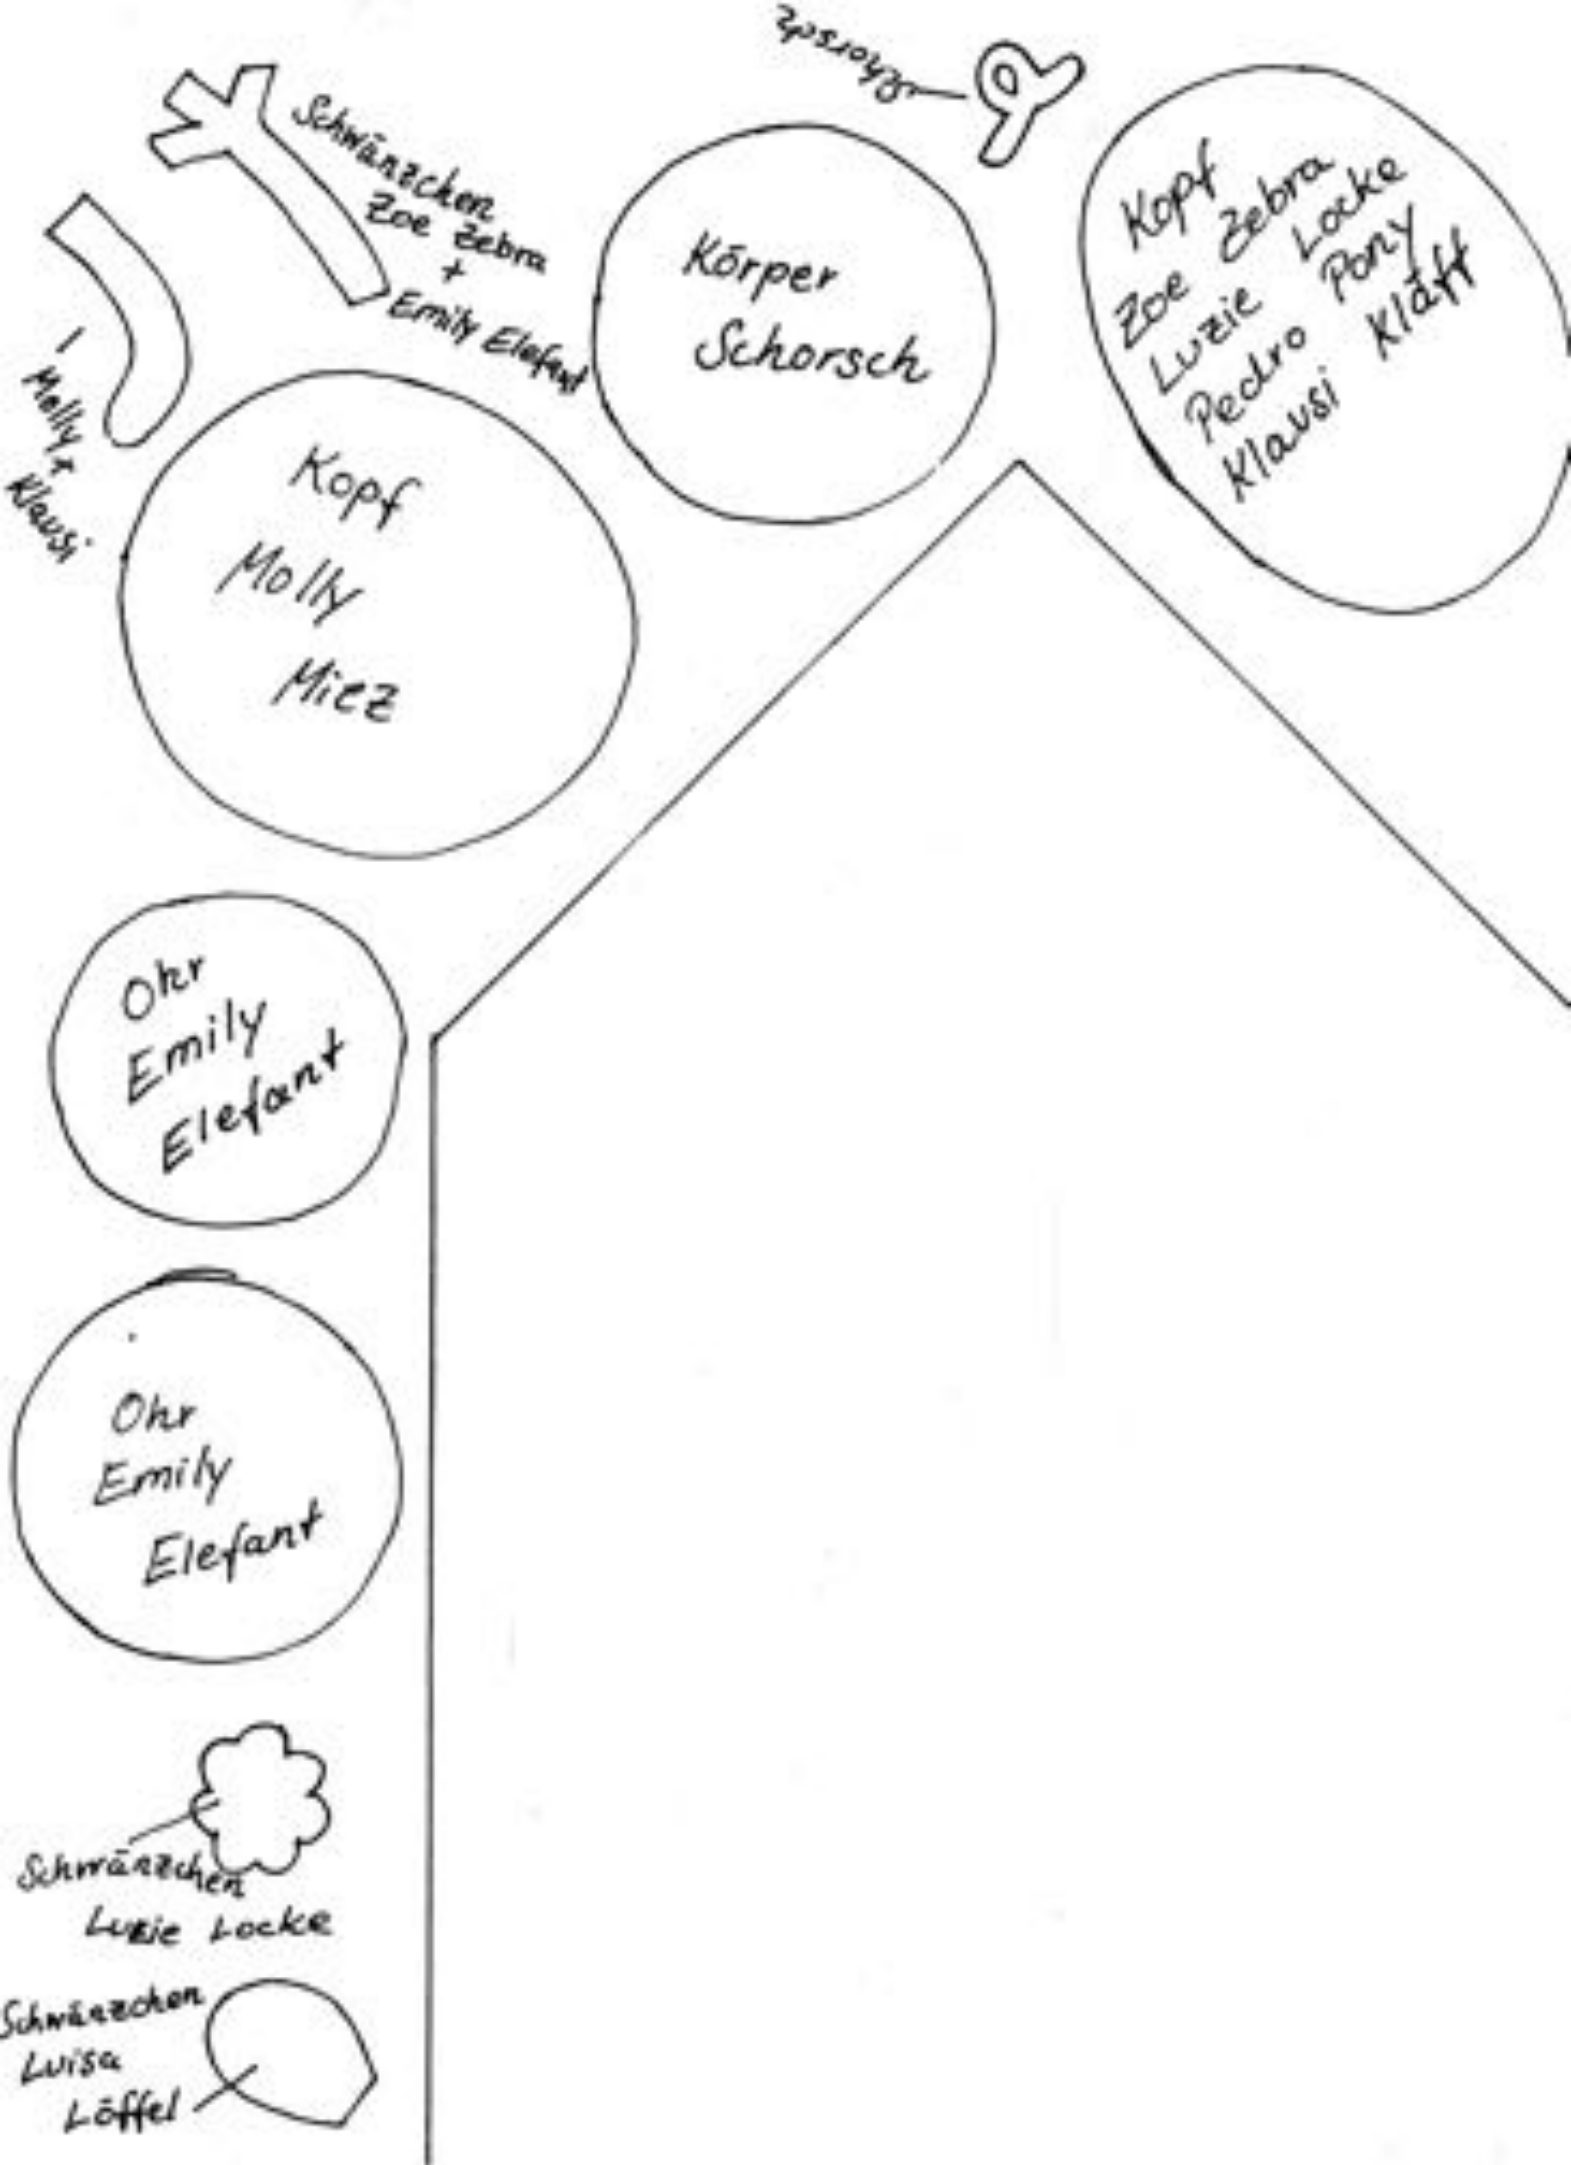 Schorsch
Schwänzchen
Zoe Zebra
+
Emily Elefant
Molly +
Klausi
Körper
Schorsch
Kopf
Zoe Zebra
Luzie Locke
Pedro Pony
Klausi Kläff
Kopf
Molly
Miez
Ohr
Emily
Elefant
Ohr
Emily
Elefant
Schwänzchen
Luzie Locke
Schwänzchen
Luisa
Löffel